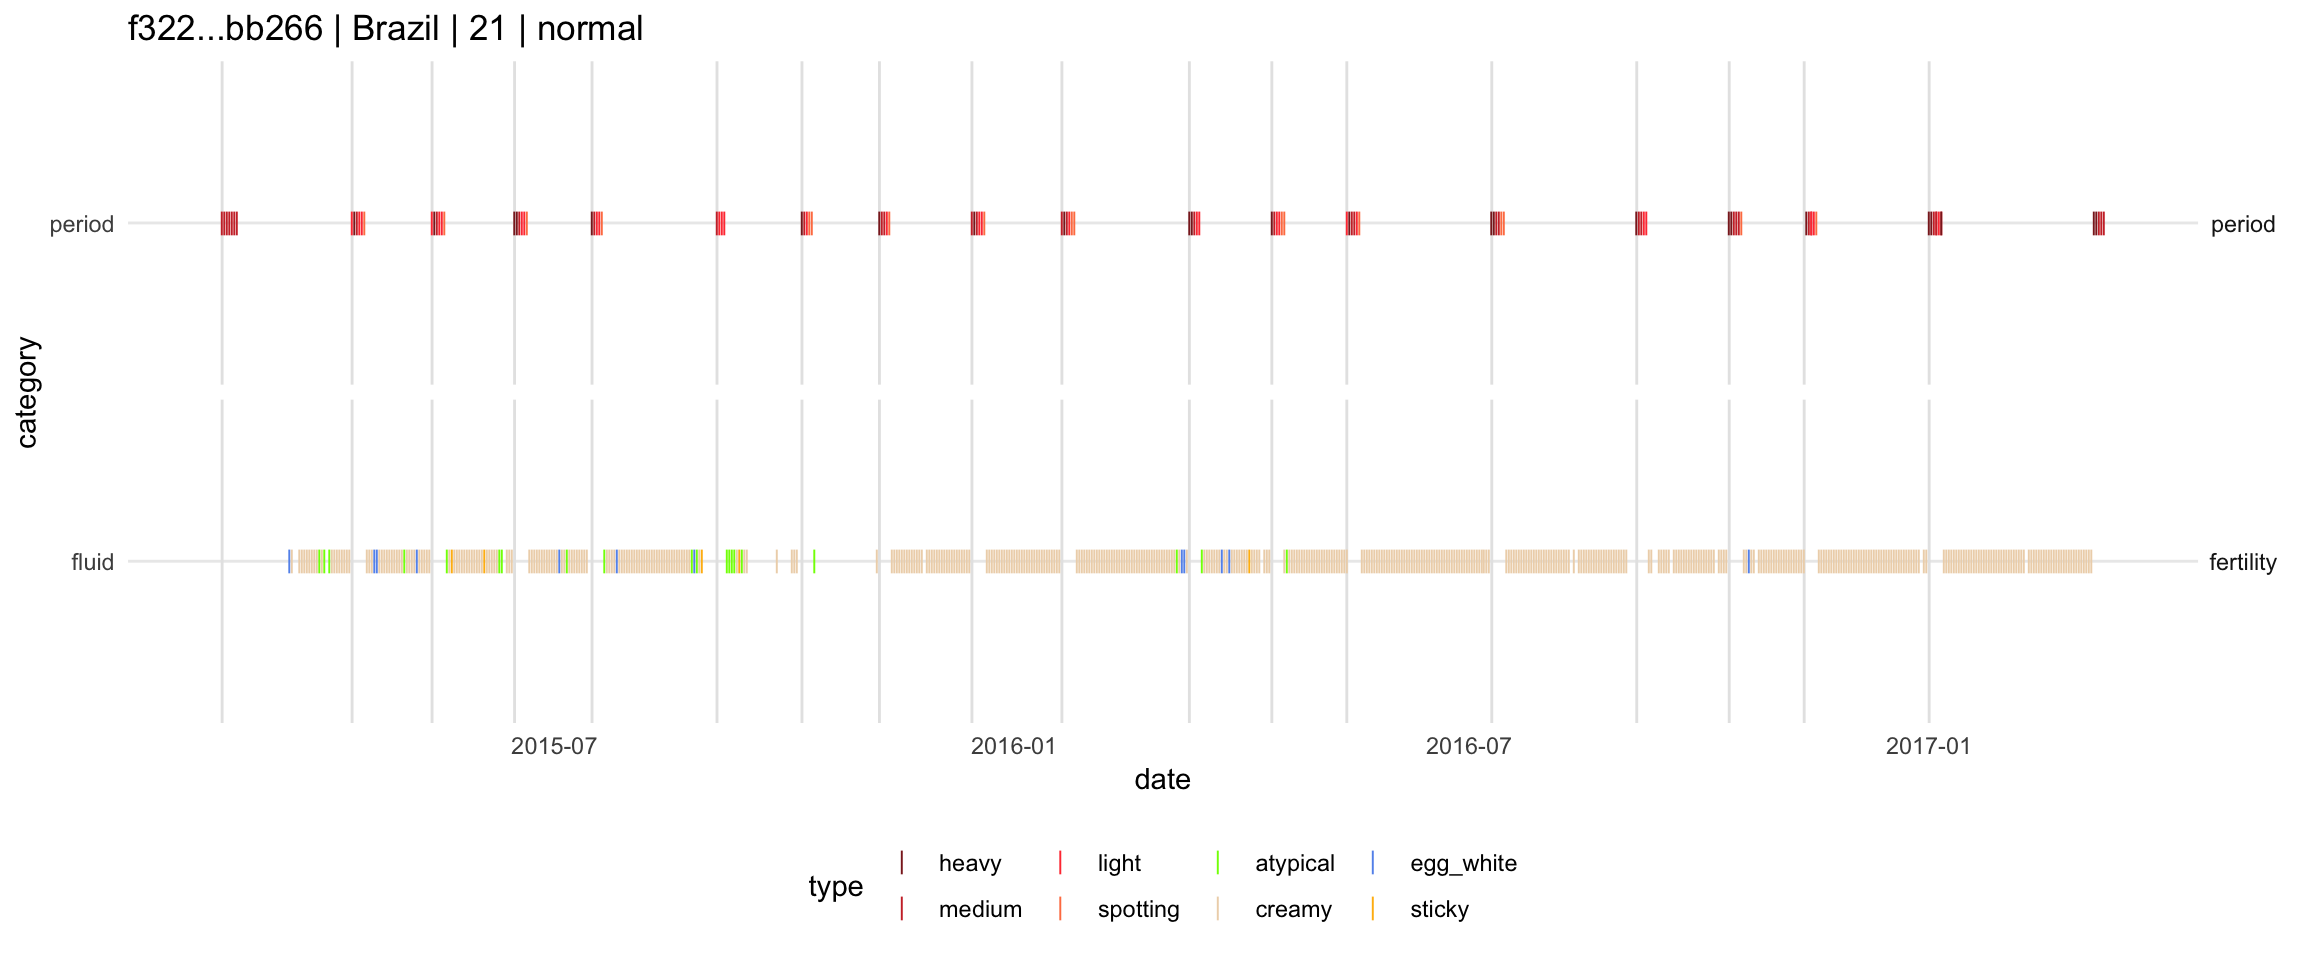 f322...bb266 | Brazil | 21 | normal
period
period
category
fluid
fertility
2015-07
2016-01
2016-07
2017-01
date
type
heavy
light
atypical
egg_white
medium
spotting
creamy
sticky